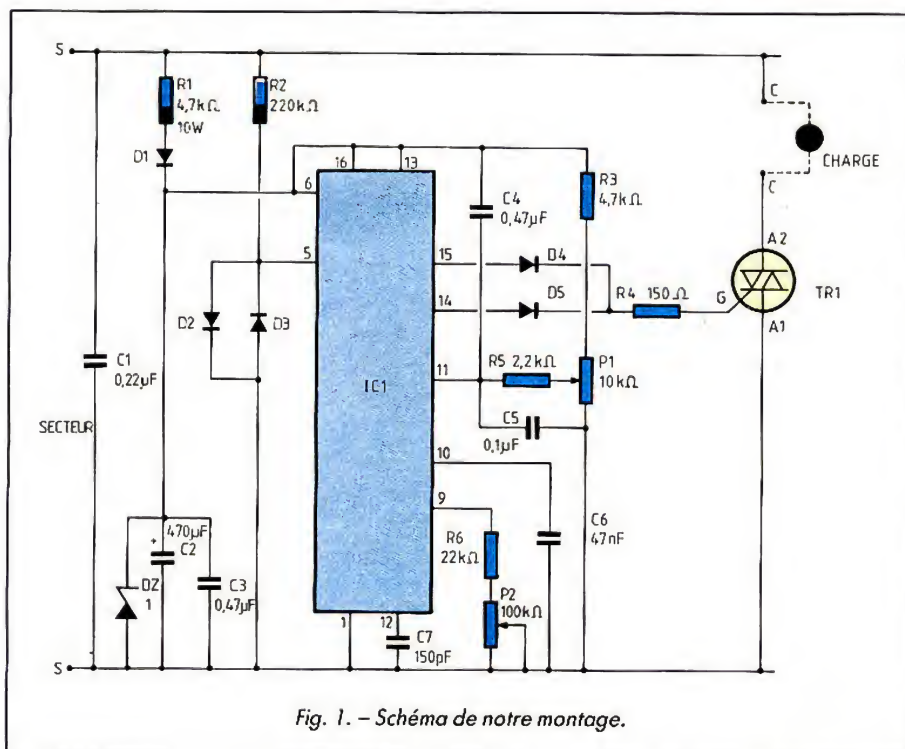 S
R1
4,7kΩ
10W
R2
220kΩ
D1
16
13
6
C4
0,47µF
R3
4,7kΩ
C
CHARGE
C
5
15
D4
A2
14
D5
R4 150Ω
G
TR1
A1
D2
D3
C1
0,22µF
IC1
11
R5 2,2kΩ
P1
10kΩ
C5
0,1µF
SECTEUR
10
9
C6
47nF
470µF
+
C2
DZ
1
C3
0,47µF
R6
22kΩ
P2
100kΩ
1
12
C7
150pF
S
Fig. 1. – Schéma de notre montage.